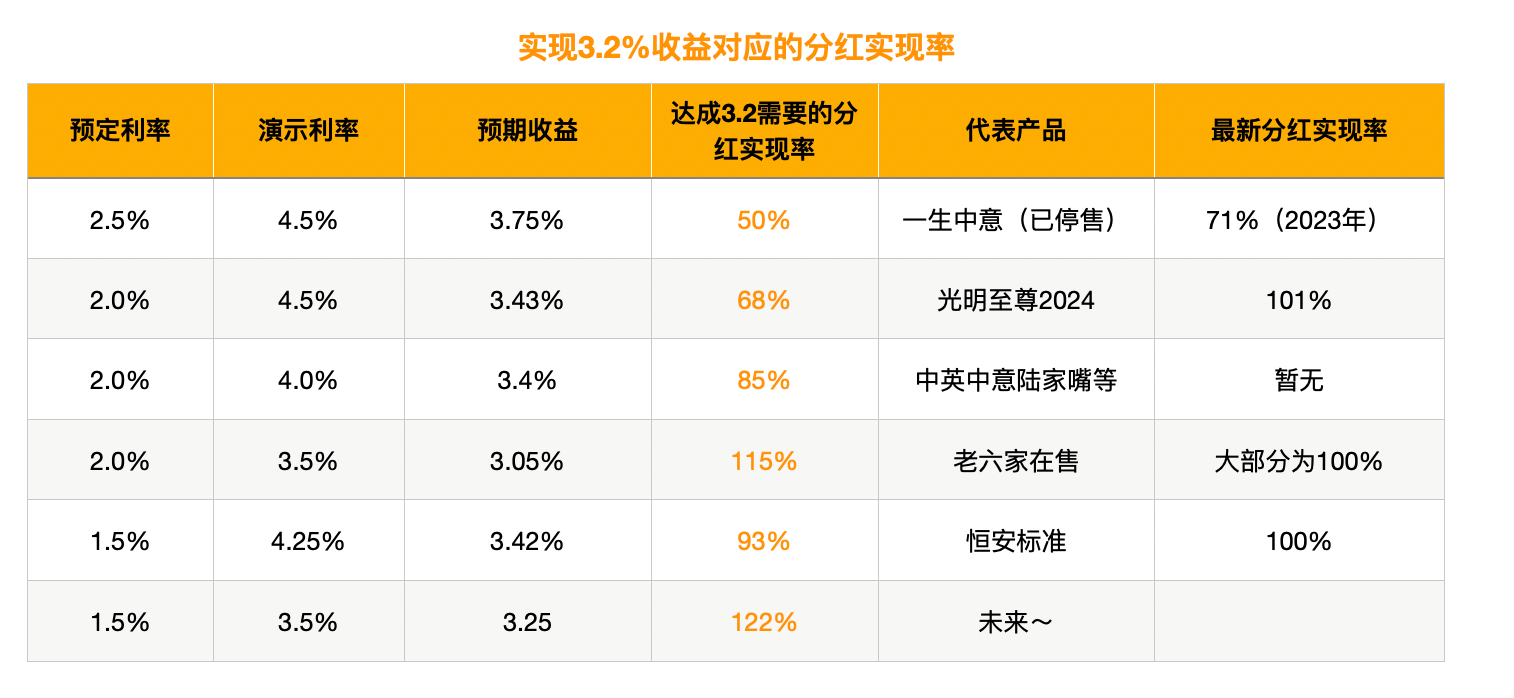 实现3.2%收益对应的分红实现率
预定利率 演示利率 预期收益 达成3.2需要的分红实现率 代表产品 最新分红实现率
2.5% 4.5% 3.75% 50% 一生中意（已停售） 71%（2023年）
2.0% 4.5% 3.43% 68% 光明至尊2024 101%
2.0% 4.0% 3.4% 85% 中英中意陆家嘴等 暂无
2.0% 3.5% 3.05% 115% 老六家在售 大部分为100%
1.5% 4.25% 3.42% 93% 恒安标准 100%
1.5% 3.5% 3.25 122% 未来～